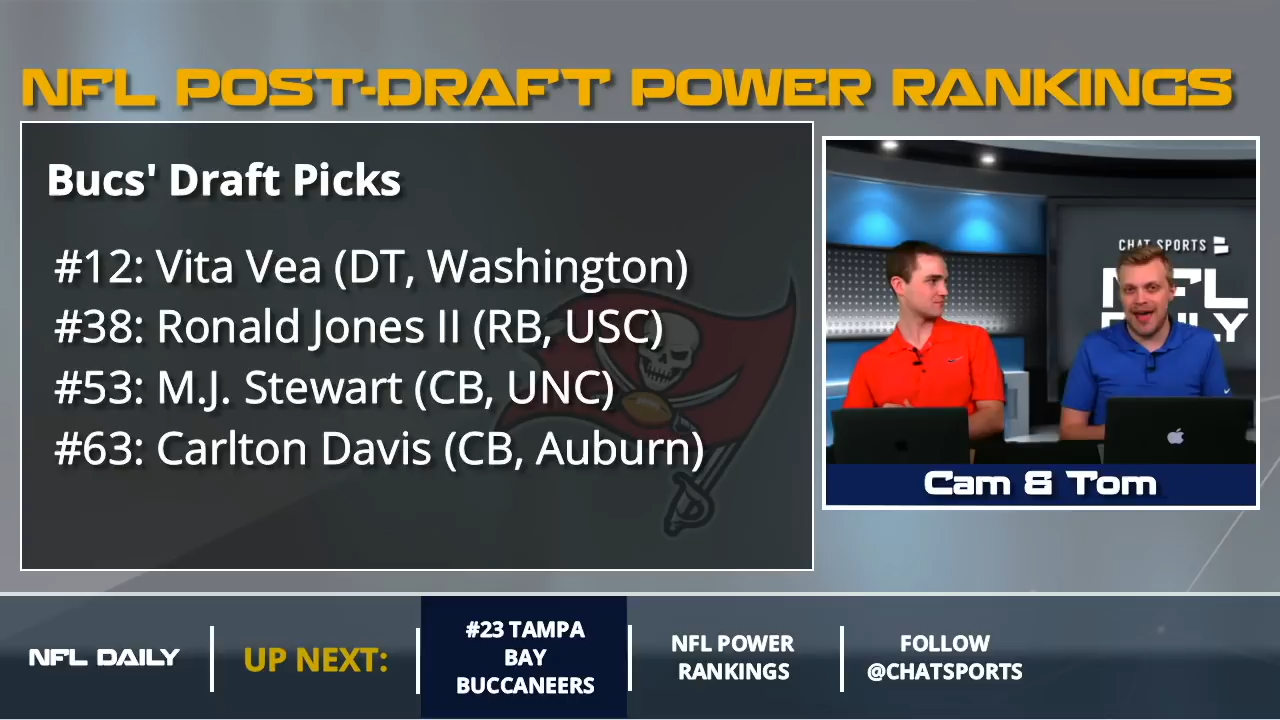 NFL POST-DRAFT POWER RANKINGS
Bucs' Draft Picks
#12: Vita Vea (DT, Washington)
#38: Ronald Jones II (RB, USC)
#53: M.J. Stewart (CB, UNC)
#63: Carlton Davis (CB, Auburn)
CHAT SPORTS
NFL
DAILY
Cam & Tom
NFL DAILY
UP NEXT:
#23 TAMPA
BAY
BUCCANEERS
NFL POWER
RANKINGS
FOLLOW
@CHATSPORTS